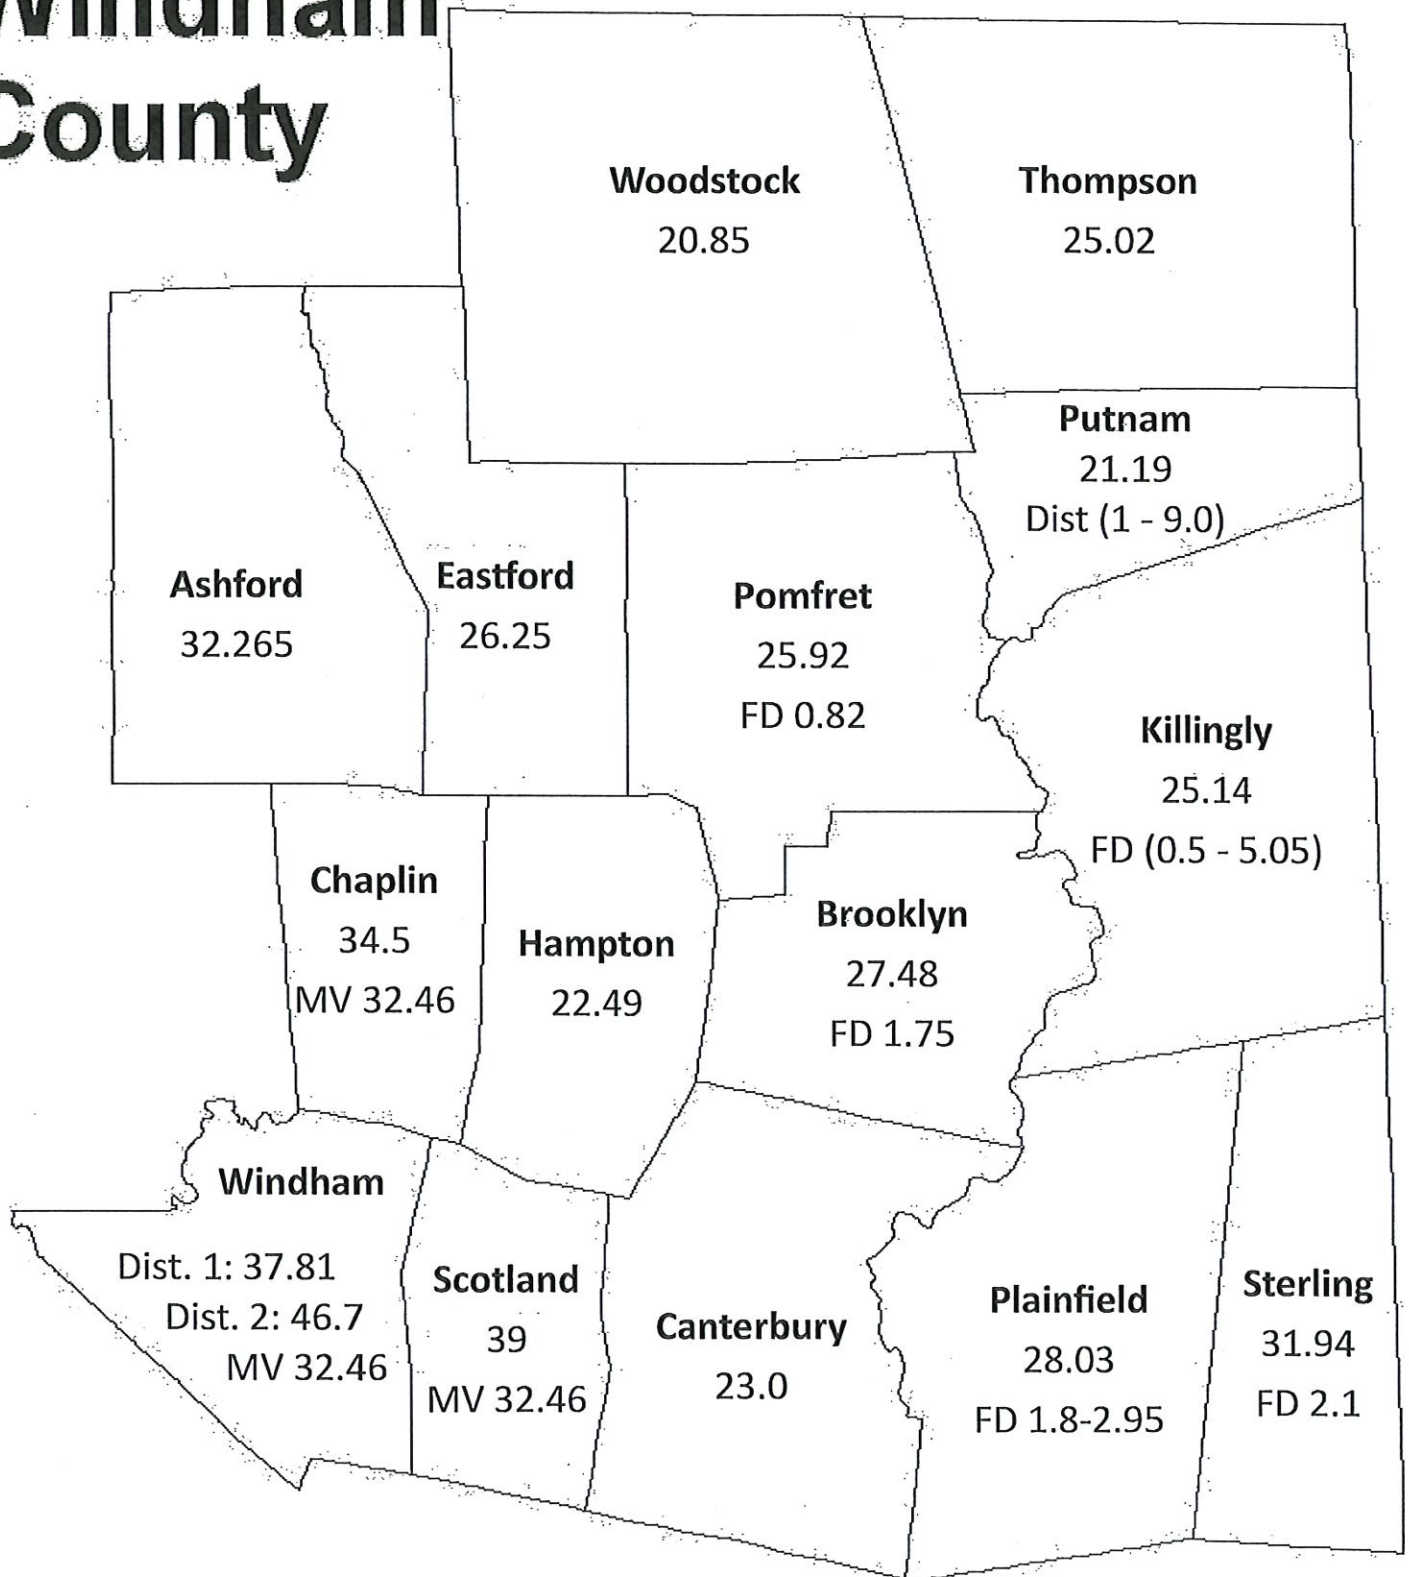 Windham
County
Woodstock
20.85
Thompson
25.02
Putnam
21.19
Dist (1 - 9.0)
Ashford
32.265
Eastford
26.25
Pomfret
25.92
FD 0.82
Killingly
25.14
FD (0.5 - 5.05)
Chaplin
34.5
MV 32.46
Hampton
22.49
Brooklyn
27.48
FD 1.75
Windham
Dist. 1: 37.81
Dist. 2: 46.7
MV 32.46
Scotland
39
MV 32.46
Canterbury
23.0
Plainfield
28.03
FD 1.8-2.95
Sterling
31.94
FD 2.1